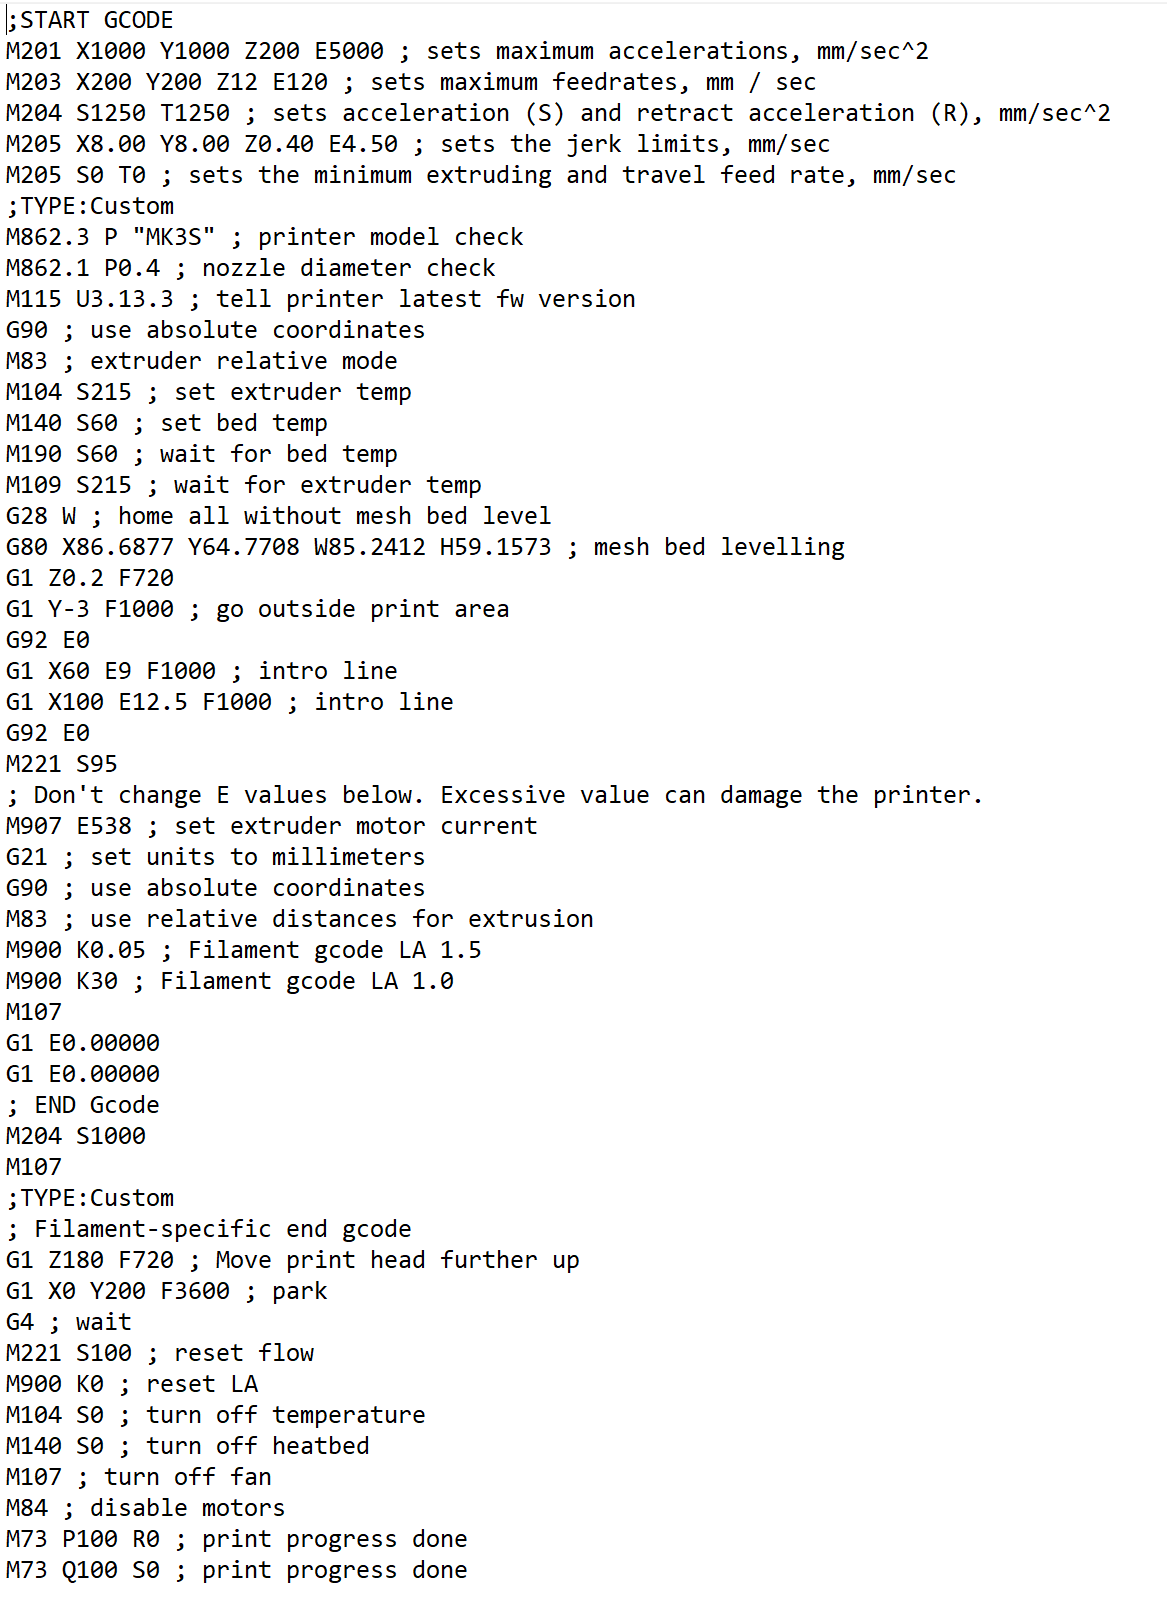 ;START GCODE
M201 X1000 Y1000 Z200 E5000 ; sets maximum accelerations, mm/sec^2
M203 X200 Y200 Z12 E120 ; sets maximum feedrates, mm / sec
M204 S1250 T1250 ; sets acceleration (S) and retract acceleration (R), mm/sec^2
M205 X8.00 Y8.00 Z0.40 E4.50 ; sets the jerk limits, mm/sec
M205 S0 T0 ; sets the minimum extruding and travel feed rate, mm/sec
;TYPE:Custom
M862.3 P "MK3S" ; printer model check
M862.1 P0.4 ; nozzle diameter check
M115 U3.13.3 ; tell printer latest fw version
G90 ; use absolute coordinates
M83 ; extruder relative mode
M104 S215 ; set extruder temp
M140 S60 ; set bed temp
M190 S60 ; wait for bed temp
M109 S215 ; wait for extruder temp
G28 W ; home all without mesh bed level
G80 X86.6877 Y64.7708 W85.2412 H59.1573 ; mesh bed levelling
G1 Z0.2 F720
G1 Y-3 F1000 ; go outside print area
G92 E0
G1 X60 E9 F1000 ; intro line
G1 X100 E12.5 F1000 ; intro line
G92 E0
M221 S95
; Don't change E values below. Excessive value can damage the printer.
M907 E538 ; set extruder motor current
G21 ; set units to millimeters
G90 ; use absolute coordinates
M83 ; use relative distances for extrusion
M900 K0.05 ; Filament gcode LA 1.5
M900 K30 ; Filament gcode LA 1.0
M107
G1 E0.00000
G1 E0.00000
; END Gcode
M204 S1000
M107
;TYPE:Custom
; Filament-specific end gcode
G1 Z180 F720 ; Move print head further up
G1 X0 Y200 F3600 ; park
G4 ; wait
M221 S100 ; reset flow
M900 K0 ; reset LA
M104 S0 ; turn off temperature
M140 S0 ; turn off heatbed
M107 ; turn off fan
M84 ; disable motors
M73 P100 R0 ; print progress done
M73 Q100 S0 ; print progress done